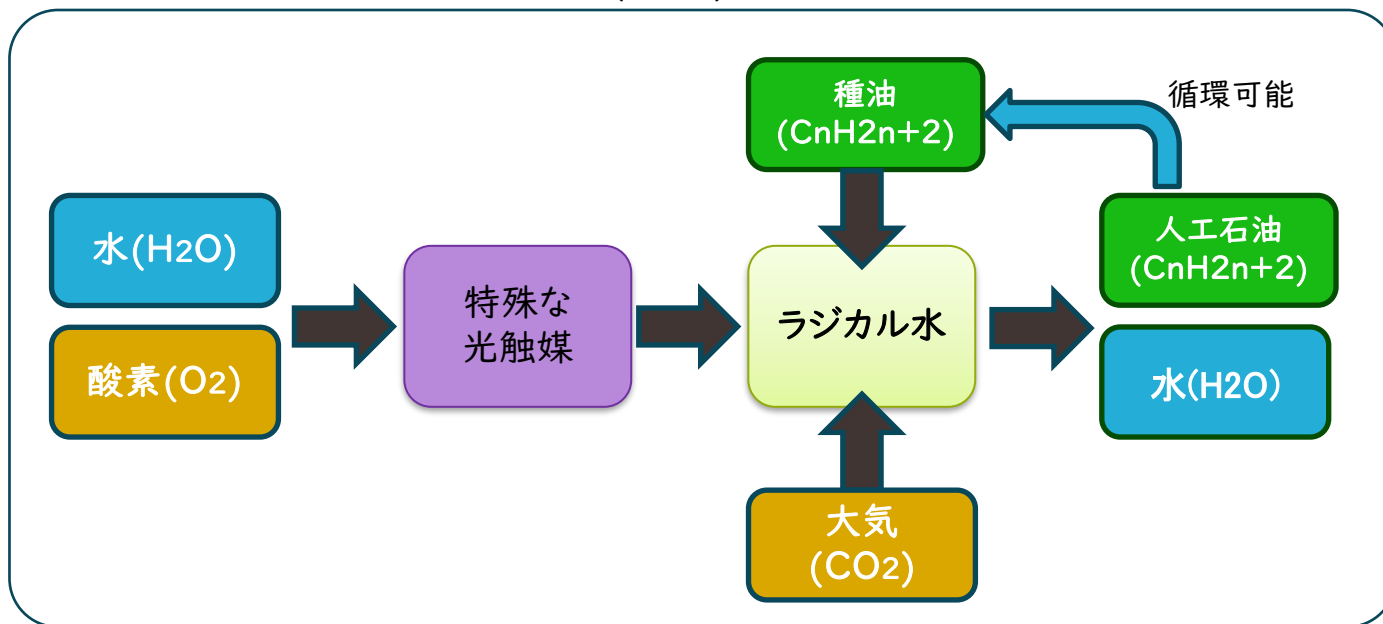 種油
(CnH2n+2)
循環可能
水(H2O)
酸素(O2)
特殊な
光触媒
ラジカル水
人工石油
(CnH2n+2)
水(H2O)
大気
(CO2)